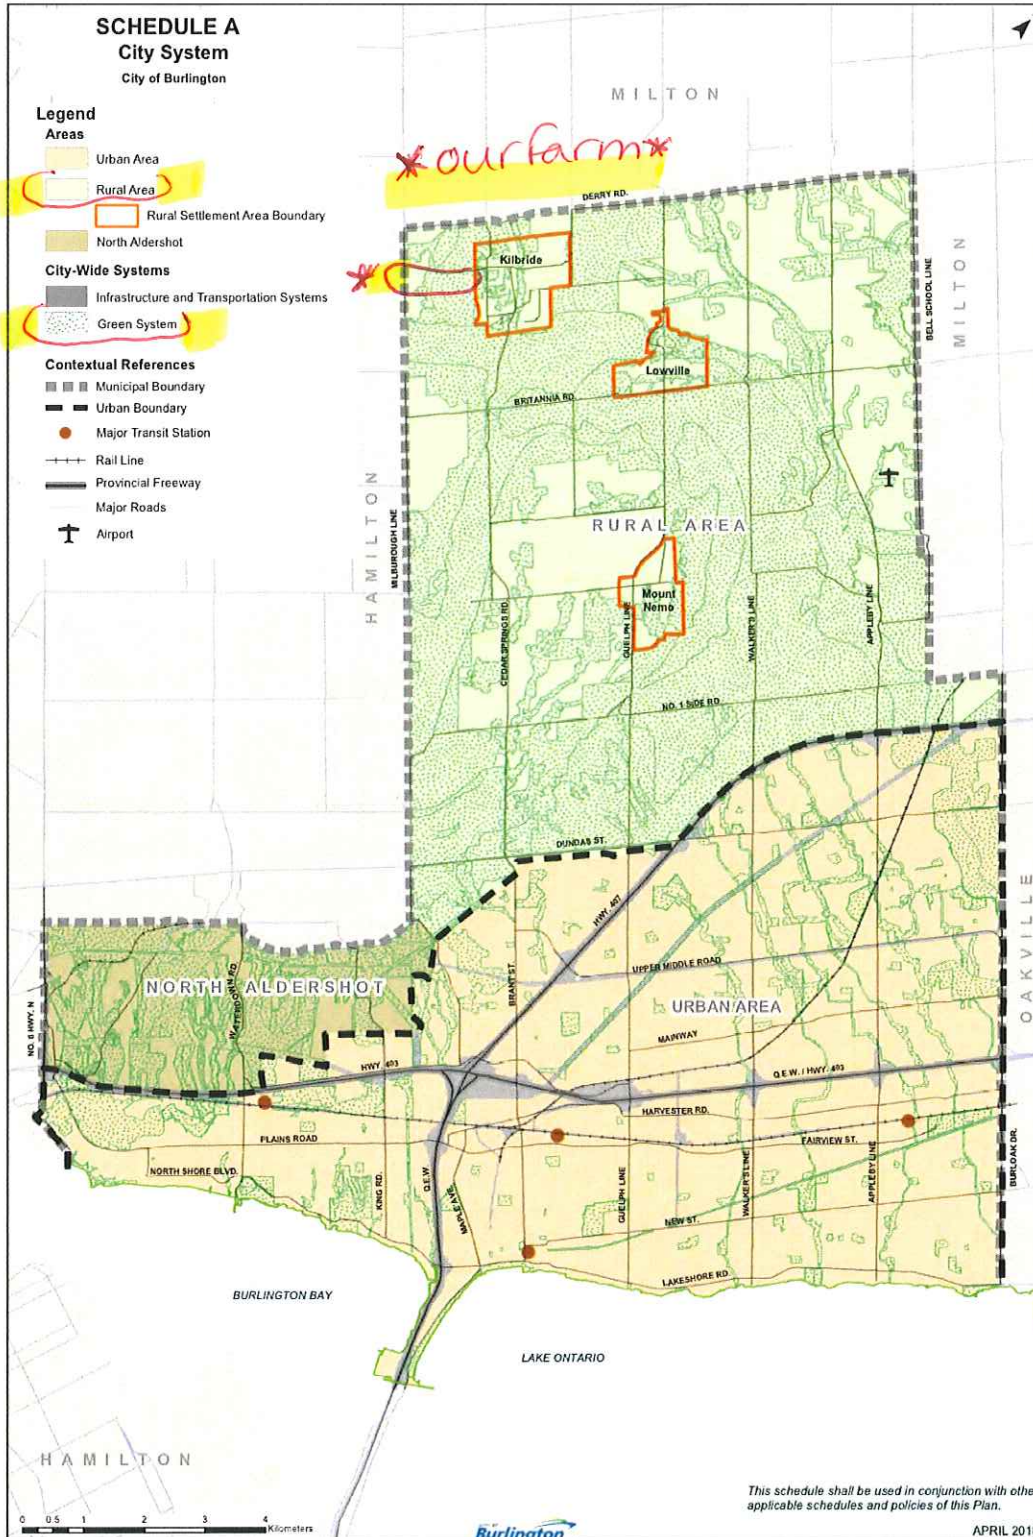 SCHEDULE A
City System
City of Burlington
Legend
Areas
Urban Area
Rural Area
Rural Settlement Area Boundary
North Aldershot
City-Wide Systems
Infrastructure and Transportation Systems
Green System
Contextual References
Municipal Boundary
Urban Boundary
Major Transit Station
Rail Line
Provincial Freeway
Major Roads
Airport
MILTON
*our farm*
DERRY RD.
*
Kilbride
BELL SCHOOL LINE
MILTON
Lowville
BRITANNIA RD.
HAMILTON
MILBOROUGH LINE
RURAL AREA
Mount
Nemo
CEDAR SPRINGS RD.
GUELPH LINE
WALKER'S LINE
APPLEBY LINE
NO. 1 SIDE RD.
DUNDAS ST.
HWY. 407
OAKVILLE
NORTH ALDERSHOT
WATERDOWN RD.
NO. 6 HWY. N
BRANT ST.
UPPER MIDDLE ROAD
URBAN AREA
MAINWAY
HWY. 403
Q.E.W. / HWY. 403
HARVESTER RD.
PLAINS ROAD
FAIRVIEW ST.
NORTH SHORE BLVD.
KING RD.
Q.E.W.
MAPLE AVE
GUELPH LINE
WALKER'S LINE
APPLEBY LINE
BURLOAK DR.
NEW ST.
LAKESHORE RD.
BURLINGTON BAY
LAKE ONTARIO
HAMILTON
This schedule shall be used in conjunction with othe
applicable schedules and policies of this Plan.
0 0.5 1 2 3 4
Kilometers
Burlington
APRIL 201